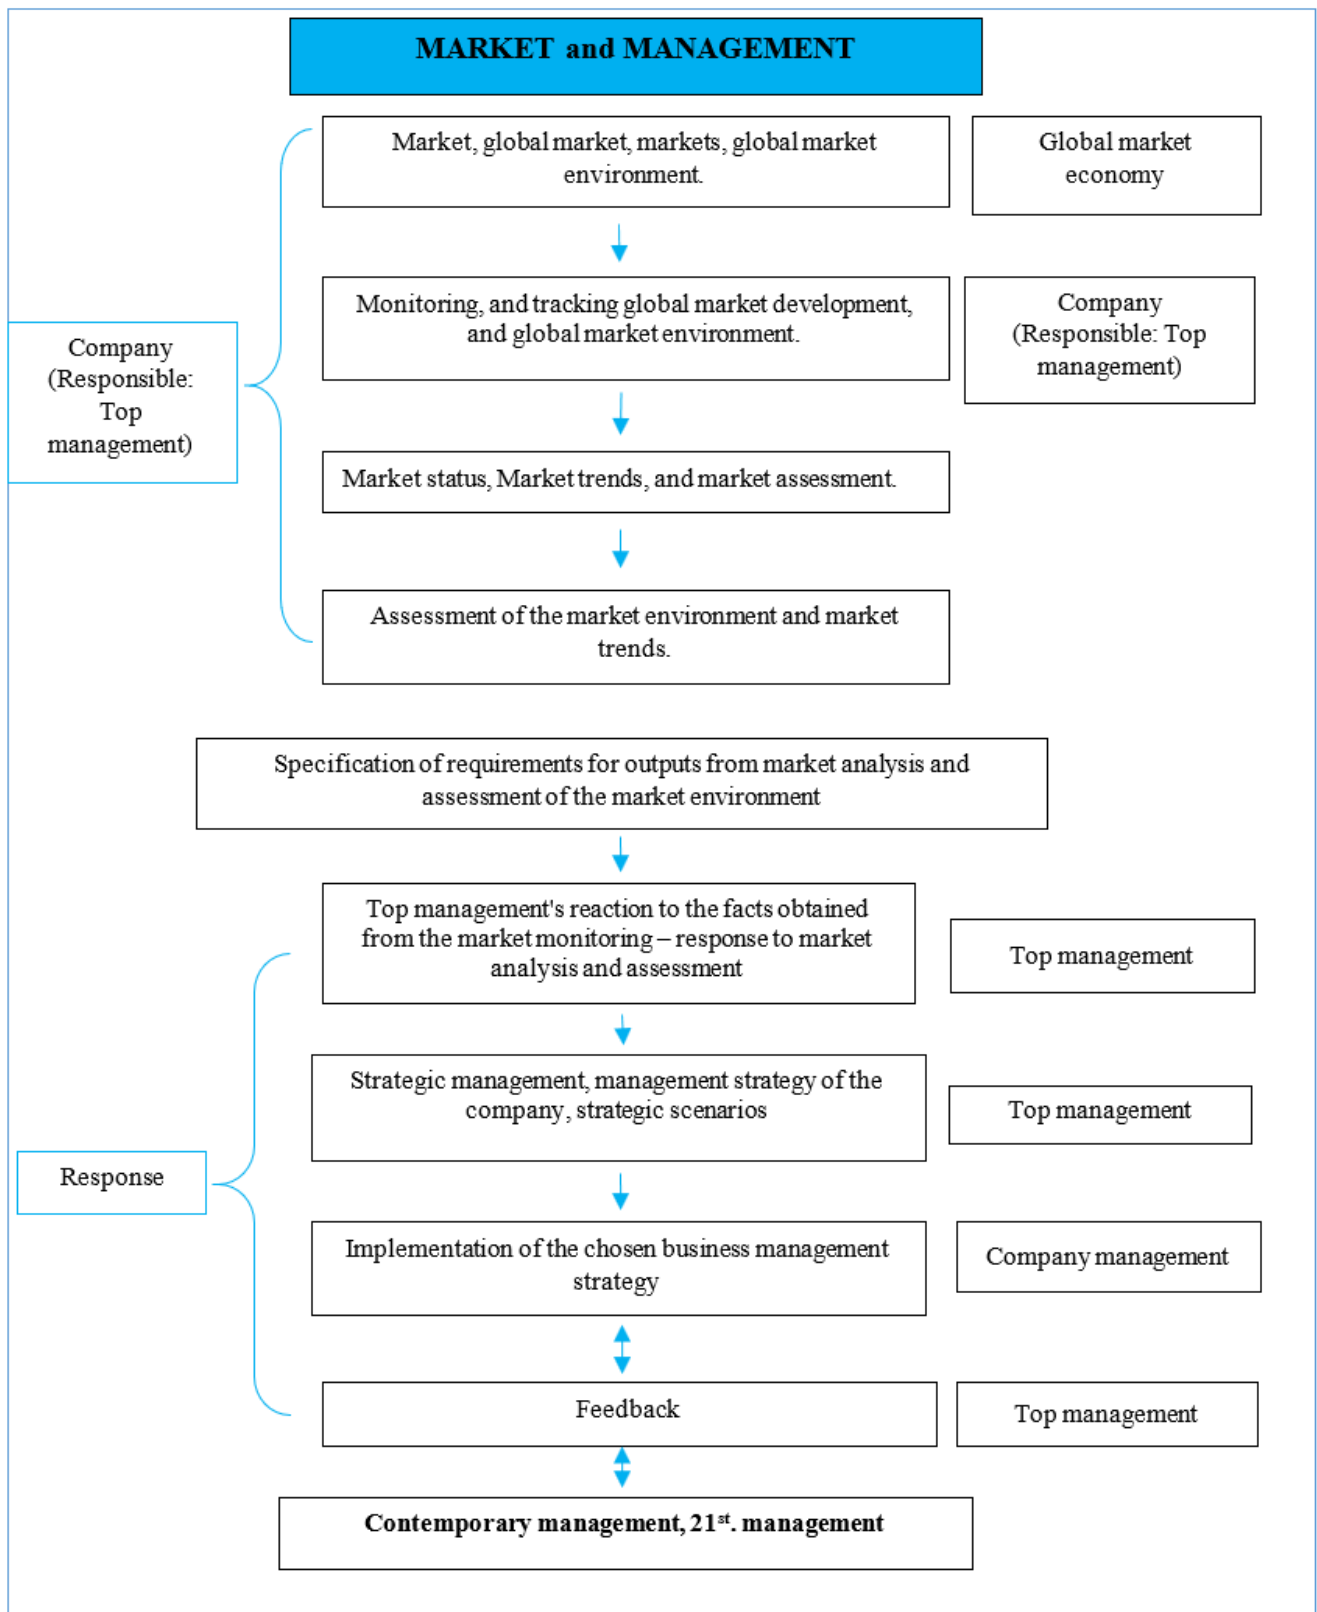 MARKET and MANAGEMENT
Market, global market, markets, global market
environment.
Global market
economy
Monitoring, and tracking global market development,
and global market environment.
Company
(Responsible: Top
management)
Company
(Responsible:
Top
management)
Market status, Market trends, and market assessment.
Assessment of the market environment and market
trends.
Specification of requirements for outputs from market analysis and
assessment of the market environment
Top management's reaction to the facts obtained
from the market monitoring – response to market
analysis and assessment
Top management
Strategic management, management strategy of the
company, strategic scenarios
Top management
Response
Implementation of the chosen business management
strategy
Company management
Feedback
Top management
Contemporary management, 21st. management